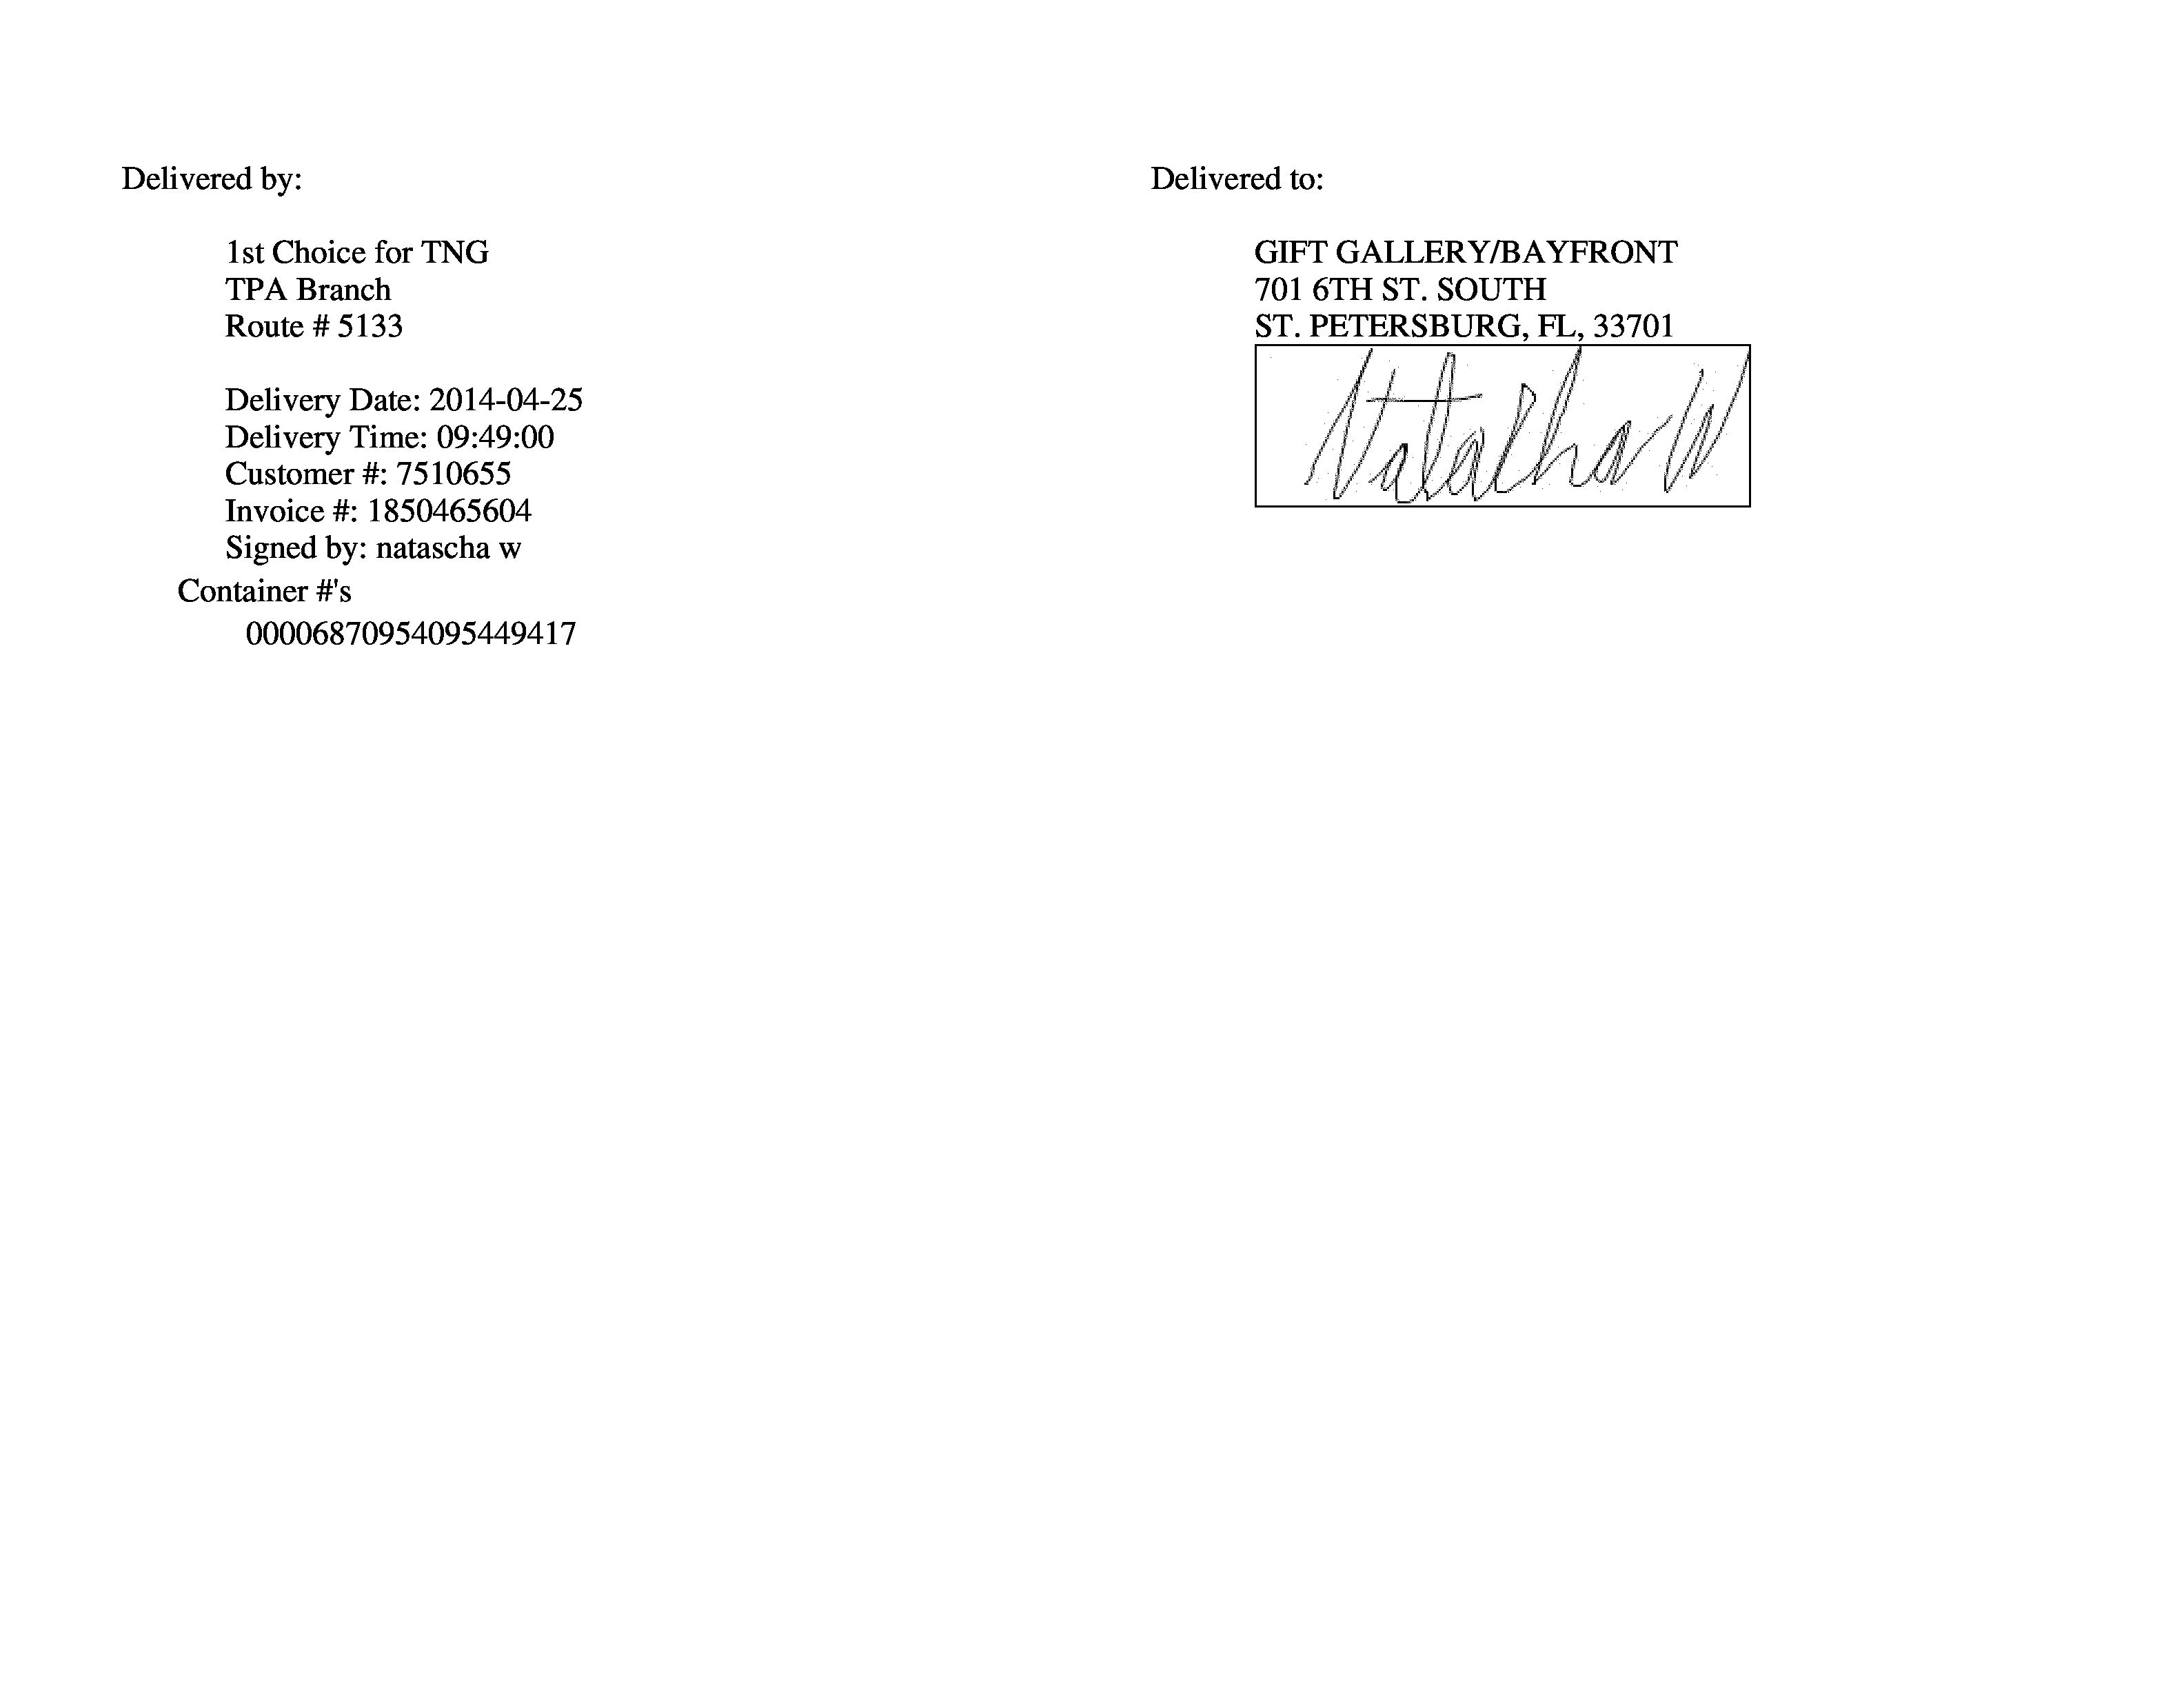 Delivered by:
1st Choice for TNG
TPA Branch
Route # 5133
Delivery Date: 2014-04-25
Delivery Time: 09:49:00
Customer #: 7510655
Invoice #: 1850465604
Signed by: natascha w
Container #'s
00006870954095449417
Delivered to:
GIFT GALLERY/BAYFRONT
701 6TH ST. SOUTH
ST. PETERSBURG, FL, 33701
Natascha W